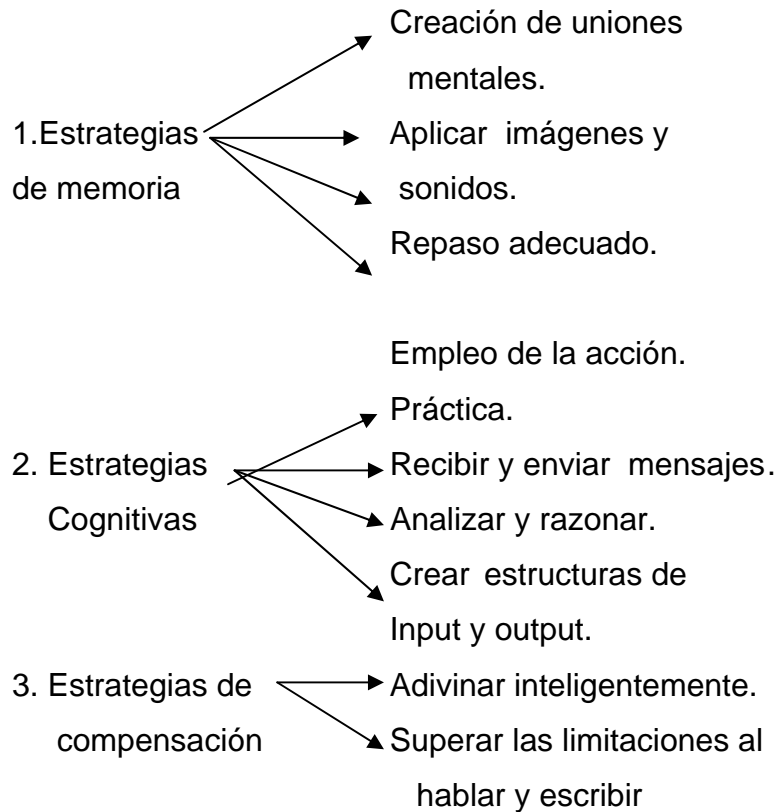 Creación de uniones
mentales.
1.Estrategias
de memoria
Aplicar imágenes y
sonidos.
Repaso adecuado.
Empleo de la acción.
Práctica.
2. Estrategias
Cognitivas
Recibir y enviar mensajes.
Analizar y razonar.
Crear estructuras de
Input y output.
3. Estrategias de
compensación
Adivinar inteligentemente.
Superar las limitaciones al
hablar y escribir